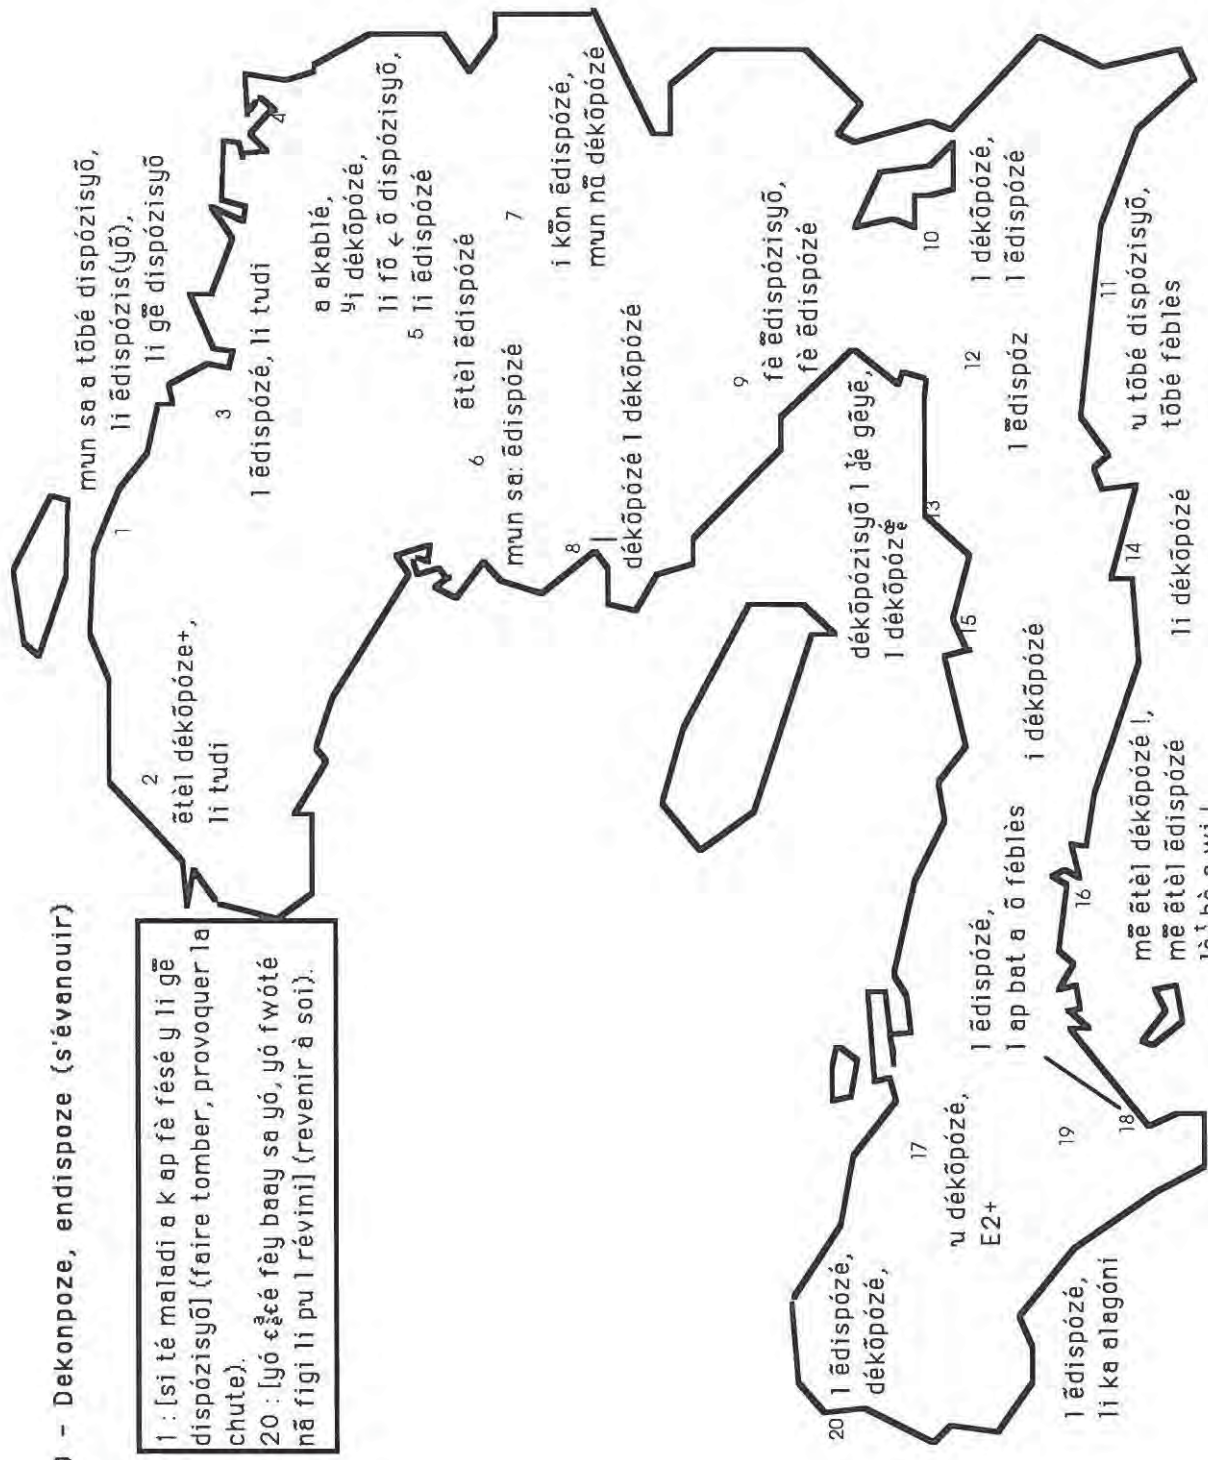 – Dekonpoze, endispoze (s'évanouir)
1 : [si té maladi a k ap fè fésé y li gẽ̃
dispózisyõ] (faire tomber, provoquer la
chute).
fèy baay sa yó, yó fwóté
nã figi li pu l révini] (revenir à soi).
1
mun sa a tõbé dispózisyõ,
li ẽdispózis(yõ),
li gẽ̃ dispózisyõ
2
ẽtèl dékõpóze+,
li tudi
3
l ẽdispózé, li tudi
4
a akablé,
yi dékõpózé,
li fõ ← õ dispózisyõ,
5 li ẽdispózé
6
ẽtèl ẽdispózé
mun sa: ẽdispózé
7
i kõn ẽdispózé,
mun nã dékõpózé
8
dékõpózé l dékõpózé
9
fè ẽdispózisyõ,
fè ẽdispózé
10
l dékõpózé,
l ẽdispózé
11
u tõbé dispózisyõ,
tõbé fèblès
12
l ẽdispóz
13
dékõpózisyõ l gẽyẽ,
l
14
li dékõpózé
15
i dékõpózé
16
mẽ̃ ẽtèl dékõpózé !,
mẽ̃ ẽtèl ẽdispózé
17
u dékõpózé,
E2+
18
l ẽdispózé,
l ap bat a õ féblès
19
l ẽdispózé,
li ka alagóni
20 l ẽdispózé,
dékõpózé,